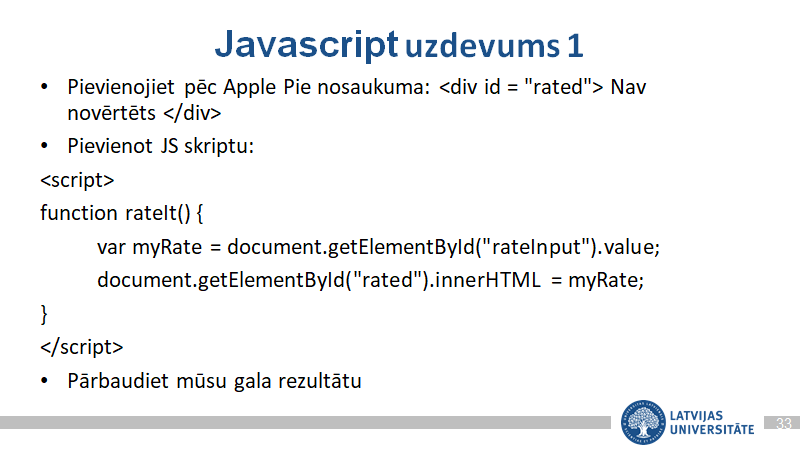 Javascript uzdevums 1
• Pievienojiet pēc Apple Pie nosaukuma: <div id = "rated"> Nav
novērtēts </div>
• Pievienot JS skriptu:
<script>
function rateIt() {
var myRate = document.getElementById("rateInput").value;
document.getElementById("rated").innerHTML = myRate;
}
</script>
• Pārbaudiet mūsu gala rezultātu
LATVIJAS
UNIVERSITĀTE
33